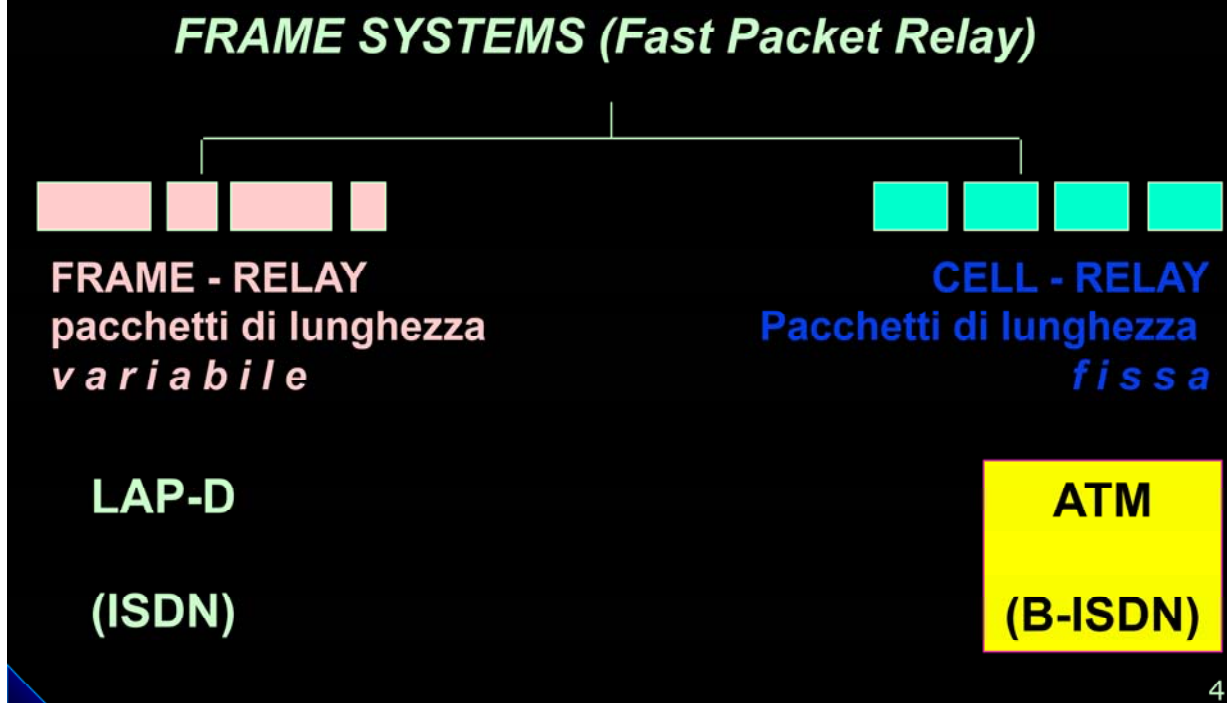 FRAME SYSTEMS (Fast Packet Relay)
FRAME - RELAY
pacchetti di lunghezza
v a r i a b i l e
CELL - RELAY
Pacchetti di lunghezza
f i s s a
LAP-D
(ISDN)
ATM
(B-ISDN)
4